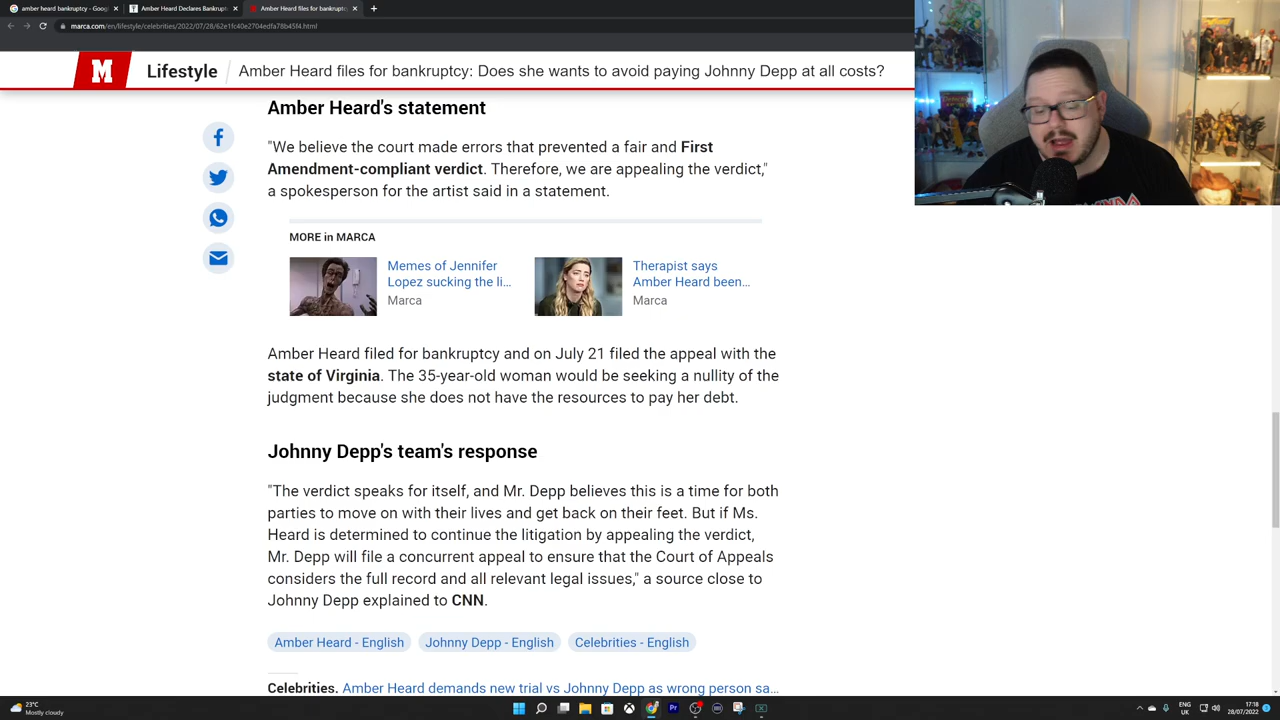 amber heard bankruptcy - Goog
Amber Heard Declares Bankrupt
Amber Heard files for bankruptcy
marca.com/en/lifestyle/celebrities/2022/07/28/62e1fc40e2704edfa78b45f4.html
M
Lifestyle
Amber Heard files for bankruptcy: Does she wants to avoid paying Johnny Depp at all costs?
Amber Heard's statement
"We believe the court made errors that prevented a fair and First
Amendment-compliant verdict. Therefore, we are appealing the verdict,"
a spokesperson for the artist said in a statement.
MORE in MARCA
Memes of Jennifer
Lopez sucking the li...
Marca
Therapist says
Amber Heard been...
Marca
Amber Heard filed for bankruptcy and on July 21 filed the appeal with the
state of Virginia. The 35-year-old woman would be seeking a nullity of the
judgment because she does not have the resources to pay her debt.
Johnny Depp's team's response
"The verdict speaks for itself, and Mr. Depp believes this is a time for both
parties to move on with their lives and get back on their feet. But if Ms.
Heard is determined to continue the litigation by appealing the verdict,
Mr. Depp will file a concurrent appeal to ensure that the Court of Appeals
considers the full record and all relevant legal issues," a source close to
Johnny Depp explained to CNN.
Amber Heard - English
Johnny Depp - English
Celebrities - English
Celebrities. Amber Heard demands new trial vs Johnny Depp as wrong person sa...
23°C
Mostly cloudy
Pr
ENG
UK
17:18
28/07/2022